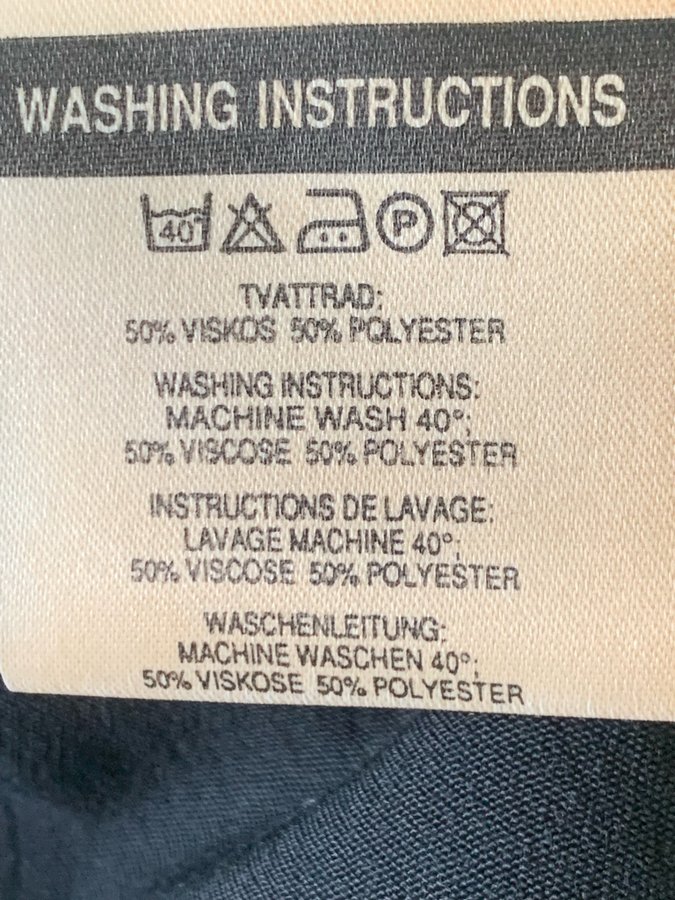 WASHING INSTRUCTIONS
40° P
TVATTRAD:
50% VISKOS 50% POLYESTER
WASHING INSTRUCTIONS:
MACHINE WASH 40°;
50% VISCOSE 50% POLYESTER
INSTRUCTIONS DE LAVAGE:
LAVAGE MACHINE 40°;
50% VISCOSE 50% POLYESTER
WASCHENLEITUNG:
MACHINE WASCHEN 40°;
50% VISKOSE 50% POLYESTER